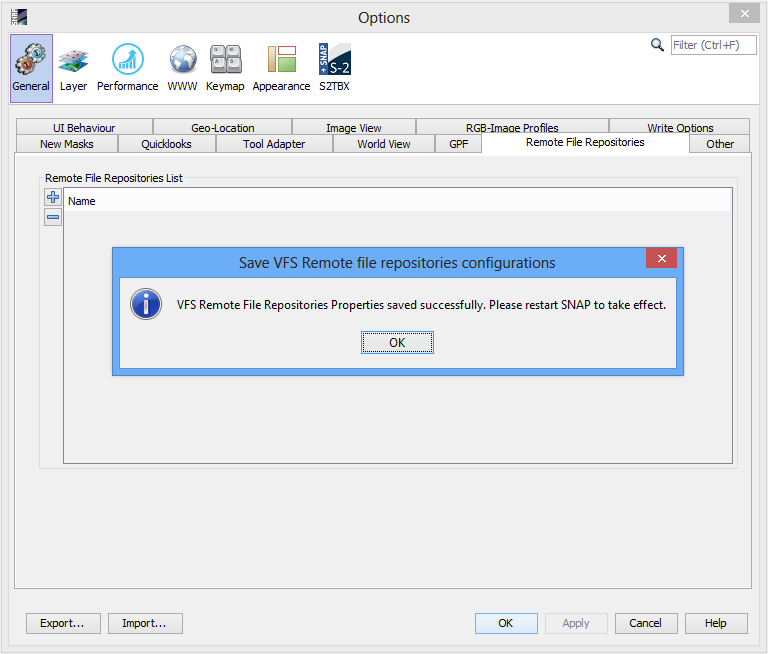 Options
Filter (Ctrl+F)
SNAP
S-2
General Layer Performance WWW Keymap Appearance S2TBX
UI Behaviour Geo-Location Image View RGB-Image Profiles Write Options
New Masks Quicklooks Tool Adapter World View GPF Remote File Repositories Other
Remote File Repositories List
Name
Save VFS Remote file repositories configurations
VFS Remote File Repositories Properties saved successfully. Please restart SNAP to take effect.
OK
Export... Import... OK Apply Cancel Help